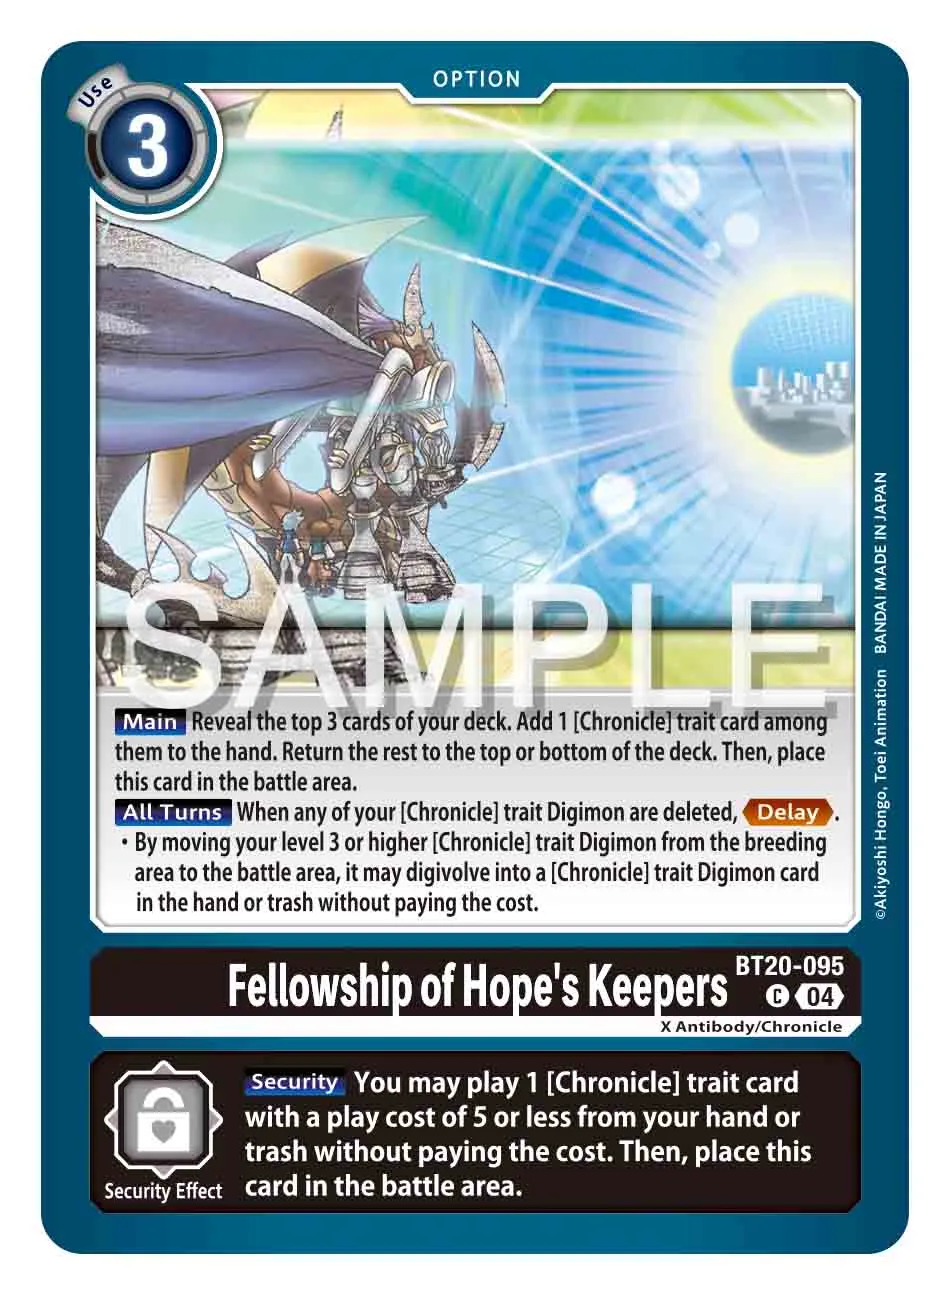 OPTION
Use
3
SAMPLE
Main Reveal the top 3 cards of your deck. Add 1 [Chronicle] trait card among
them to the hand. Return the rest to the top or bottom of the deck. Then, place
this card in the battle area.
All Turns When any of your [Chronicle] trait Digimon are deleted, Delay.
・By moving your level 3 or higher [Chronicle] trait Digimon from the breeding
area to the battle area, it may digivolve into a [Chronicle] trait Digimon card
in the hand or trash without paying the cost.
©Akiyoshi Hongo, Toei Animation BANDAI MADE IN JAPAN
Fellowship of Hope's Keepers
BT20-095
C 04
X Antibody/Chronicle
Security You may play 1 [Chronicle] trait card
with a play cost of 5 or less from your hand or
trash without paying the cost. Then, place this
card in the battle area.
Security Effect